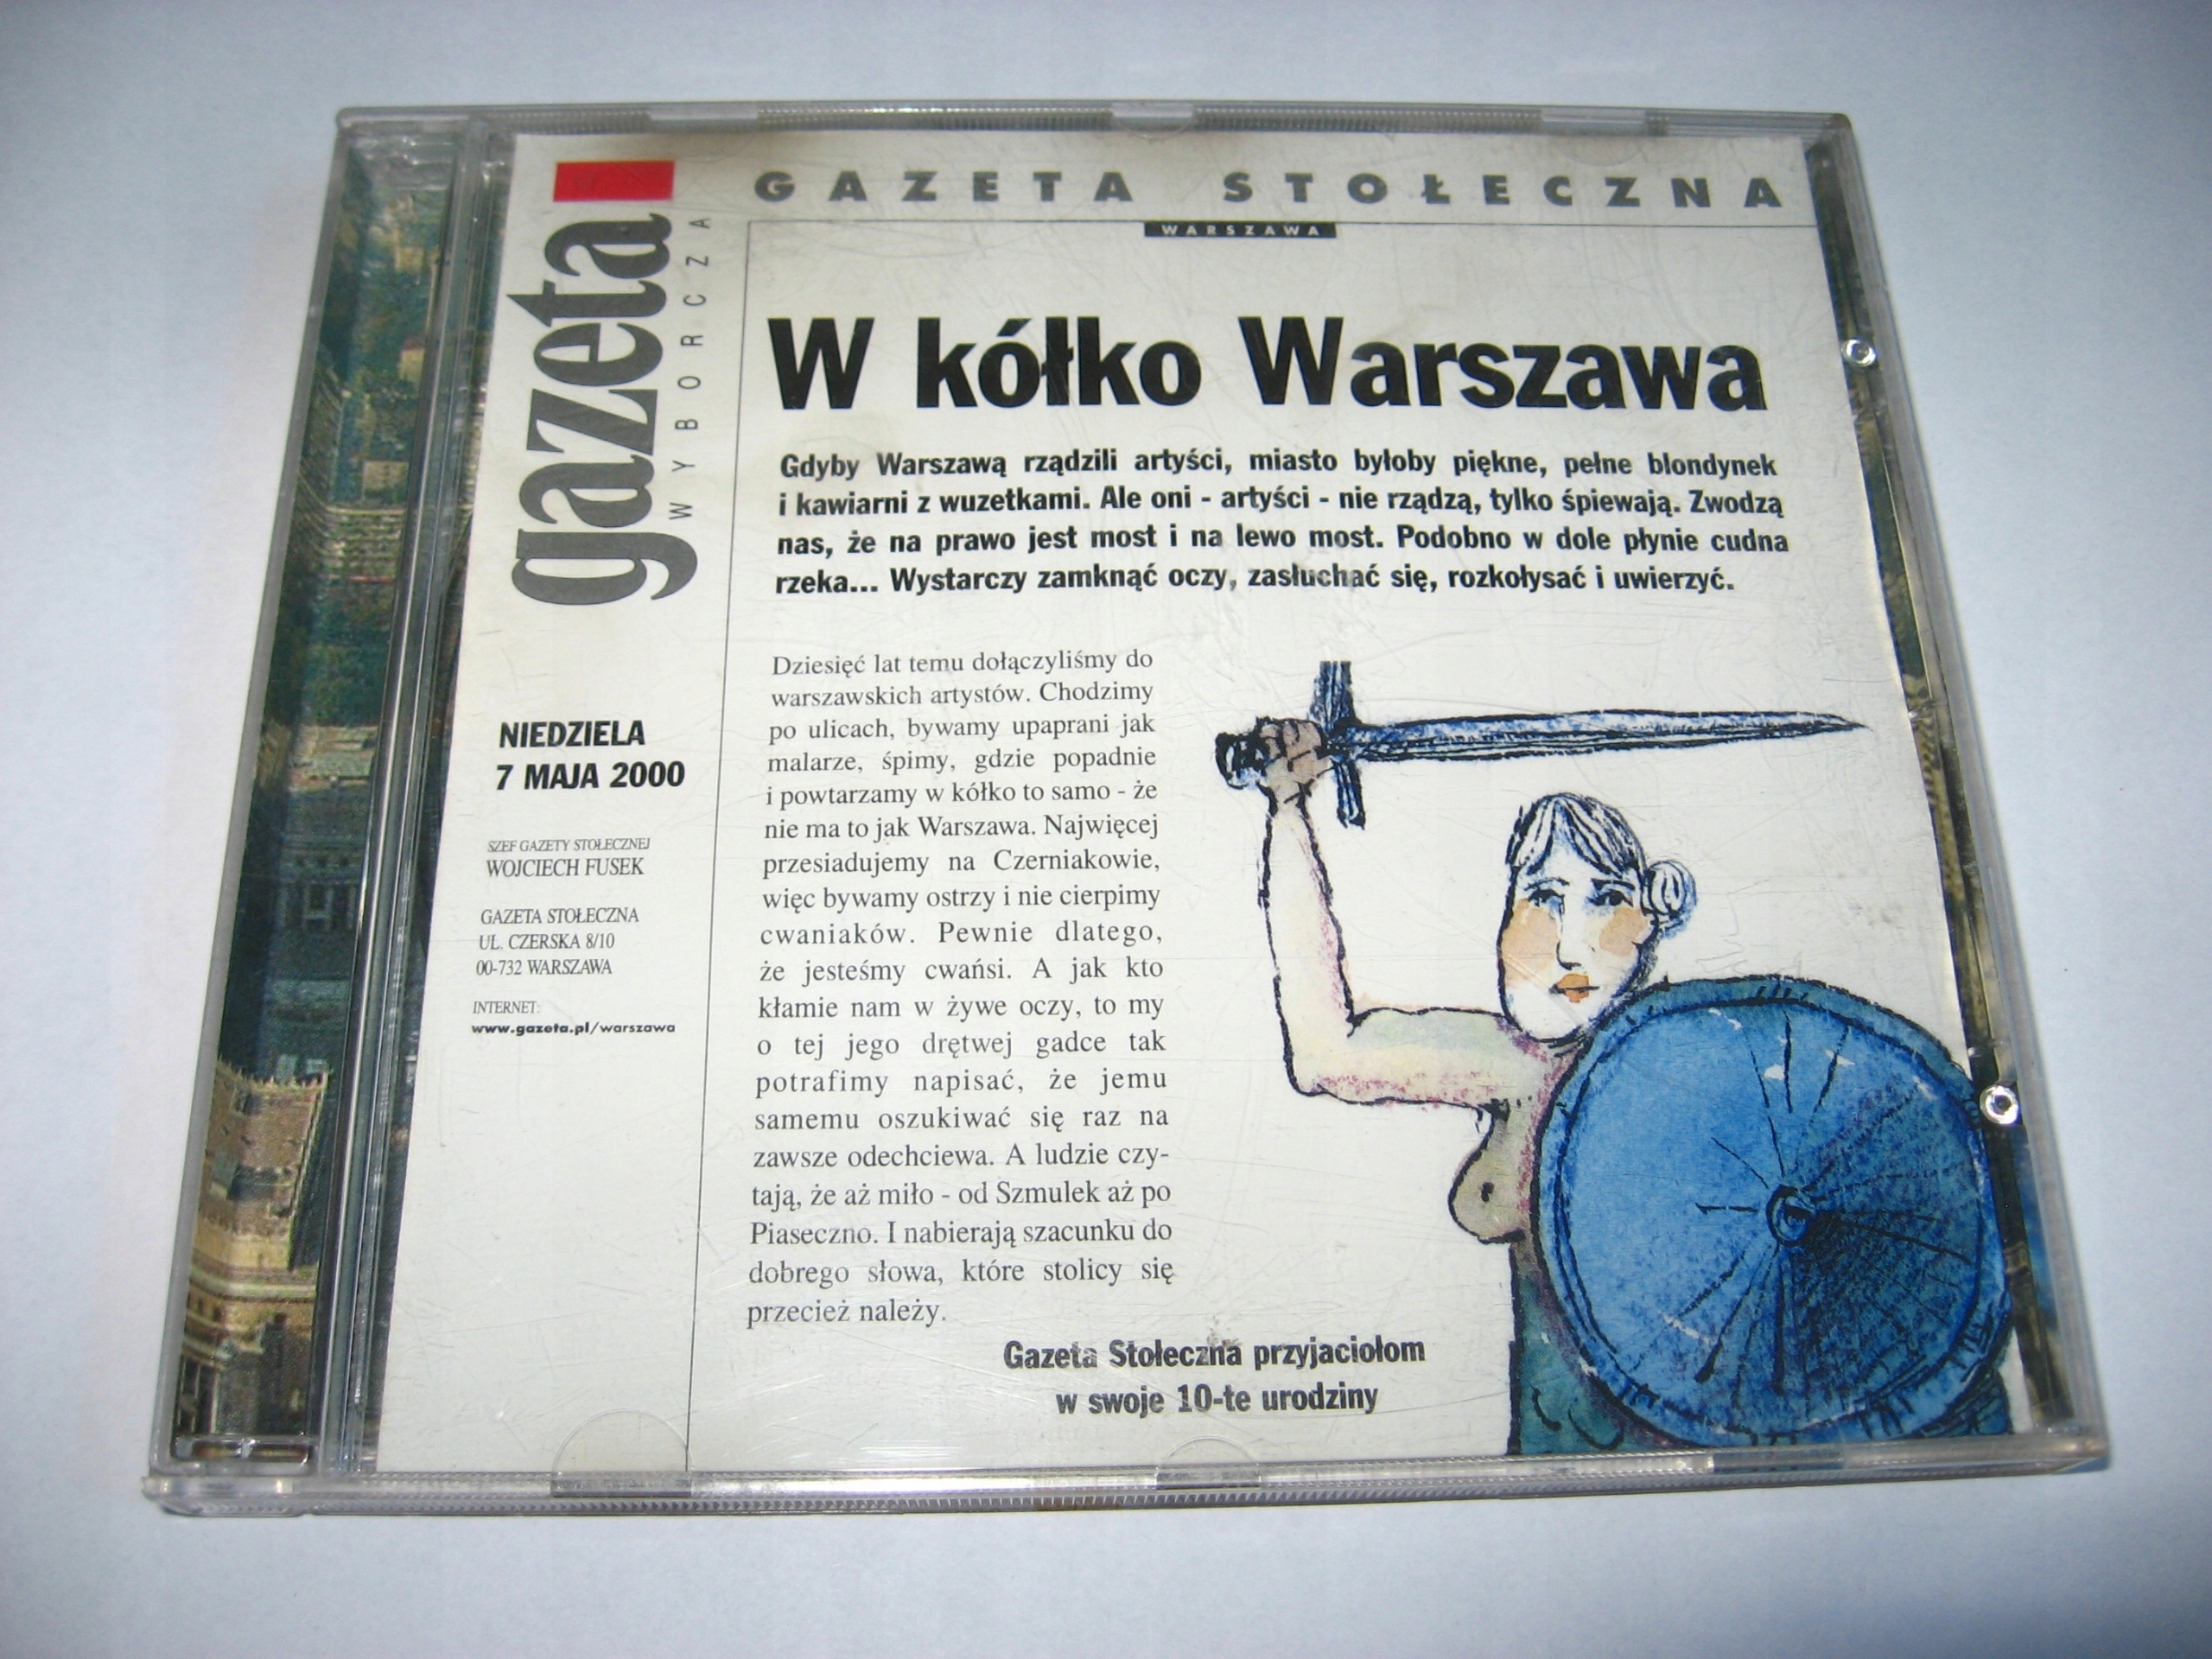 gazeta
WYBORCZA
GAZETA STOŁECZNA
WARSZAWA
W kółko Warszawa
Gdyby Warszawą rządzili artyści, miasto byłoby piękne, pełne blondynek
i kawiarni z wuzetkami. Ale oni - artyści - nie rządzą, tylko śpiewają. Zwodzą
nas, że na prawo jest most i na lewo most. Podobno w dole płynie cudna
rzeka... Wystarczy zamknąć oczy, zasłuchać się, rozkołysać i uwierzyć.
NIEDZIELA
7 MAJA 2000
SZEF GAZETY STOŁECZNEJ
WOJCIECH FUSEK
GAZETA STOŁECZNA
UL. CZERSKA 8/10
00-732 WARSZAWA
INTERNET:
www.gazeta.pl/warszawa
Dziesięć lat temu dołączyliśmy do
warszawskich artystów. Chodzimy
po ulicach, bywamy upaprani jak
malarze, śpimy, gdzie popadnie
i powtarzamy w kółko to samo - że
nie ma to jak Warszawa. Najwięcej
przesiadujemy na Czerniakowie,
więc bywamy ostrzy i nie cierpimy
cwaniaków. Pewnie dlatego,
że jesteśmy cwańsi. A jak kto
kłamie nam w żywe oczy, to my
o tej jego drętwej gadce tak
potrafimy napisać, że jemu
samemu oszukiwać się raz na
zawsze odechciewa. A ludzie czy-
tają, że aż miło - od Szmulek aż po
Piaseczno. I nabierają szacunku do
dobrego słowa, które stolicy się
przecież należy.
Gazeta Stołeczna przyjaciołom
w swoje 10-te urodziny